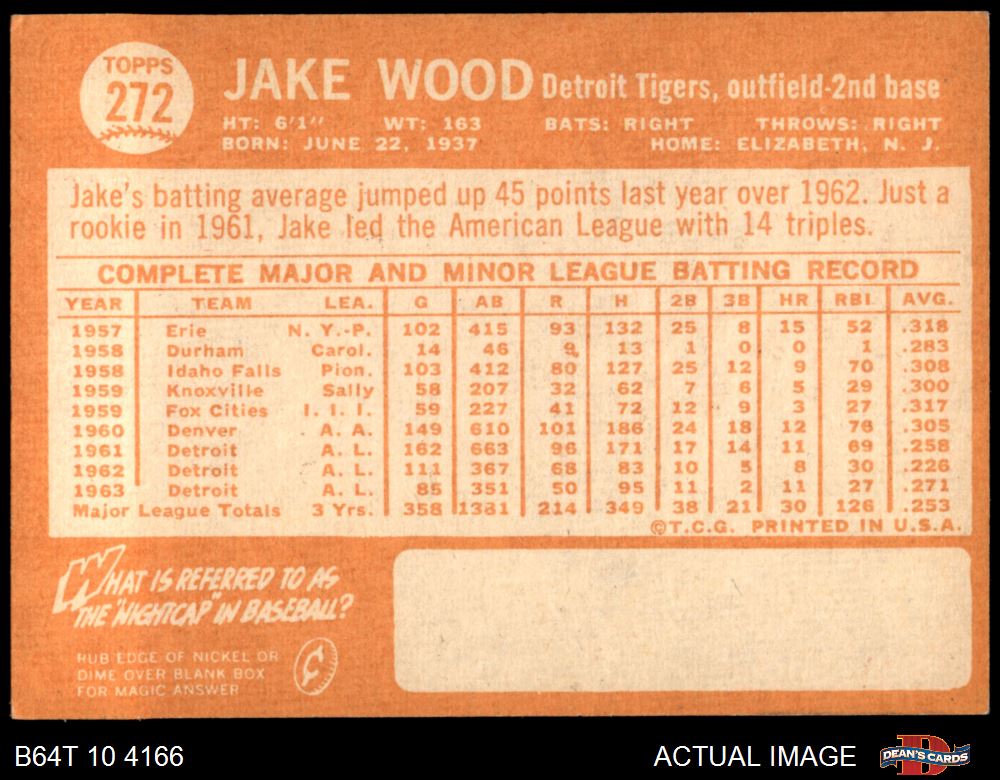 TOPPS
272
JAKE WOOD Detroit Tigers, outfield-2nd base
HT: 6'1" WT: 163 BATS: RIGHT THROWS: RIGHT
BORN: JUNE 22, 1937 HOME: ELIZABETH, N. J.
Jake's batting average jumped up 45 points last year over 1962. Just a
rookie in 1961, Jake led the American League with 14 triples.
COMPLETE MAJOR AND MINOR LEAGUE BATTING RECORD
YEAR TEAM LEA. G AB R H 2B 3B HR RBI AVG.
1957 Erie N. Y.-P. 102 415 93 132 25 8 15 52 .318
1958 Durham Carol. 14 46 9 13 1 0 0 1 .283
1958 Idaho Falls Pion. 103 412 80 127 25 12 9 70 .308
1959 Knoxville Sally 58 207 32 62 7 6 5 29 .300
1959 Fox Cities I. I. I. 59 227 41 72 12 9 3 27 .317
1960 Denver A. A. 149 610 101 186 24 18 12 76 .305
1961 Detroit A. L. 162 663 96 171 17 14 11 69 .258
1962 Detroit A. L. 111 367 68 83 10 5 8 30 .226
1963 Detroit A. L. 85 351 50 95 11 2 11 27 .271
Major League Totals 3 Yrs. 358 1381 214 349 38 21 30 126 .253
©T.C.G. PRINTED IN U.S.A.
WHAT IS REFERRED TO AS
THE "NIGHTCAP" IN BASEBALL?
RUB EDGE OF NICKEL OR
DIME OVER BLANK BOX
FOR MAGIC ANSWER
¢
B64T 10 4166 ACTUAL IMAGE DEAN'S CARDS